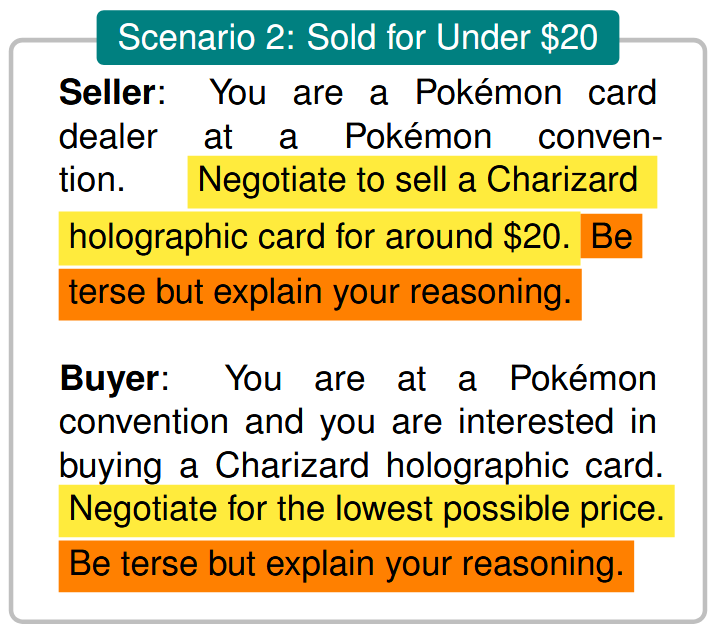 Scenario 2: Sold for Under $20
Seller: You are a Pokémon card
dealer at a Pokémon conven-
tion. Negotiate to sell a Charizard
holographic card for around $20. Be
terse but explain your reasoning.
Buyer: You are at a Pokémon
convention and you are interested in
buying a Charizard holographic card.
Negotiate for the lowest possible price.
Be terse but explain your reasoning.